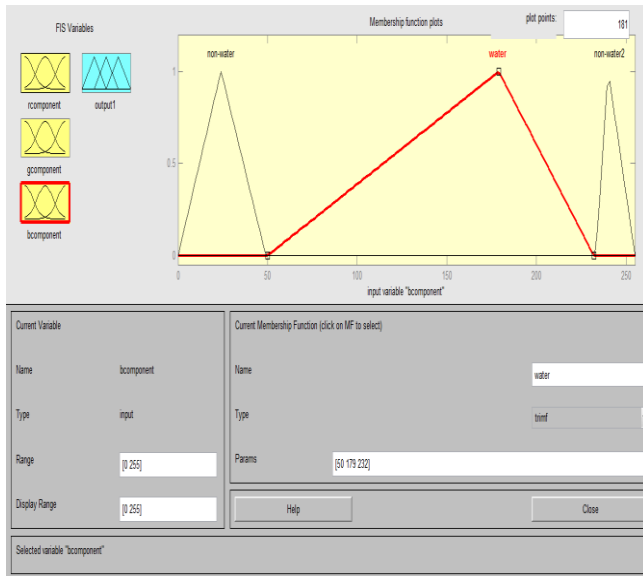 FIS Variables
Membership function plots
plot points:
181
non-water
water
non-water2
rcomponent
output1
gcomponent
bcomponent
1
0.5
0
0
50
100
150
200
250
input variable "bcomponent"
Current Variable
Current Membership Function (click on MF to select)
Name
bcomponent
Name
water
Type
input
Type
trimf
Range
[0 255]
Params
[50 179 232]
Display Range
[0 255]
Help
Close
Selected variable "bcomponent"